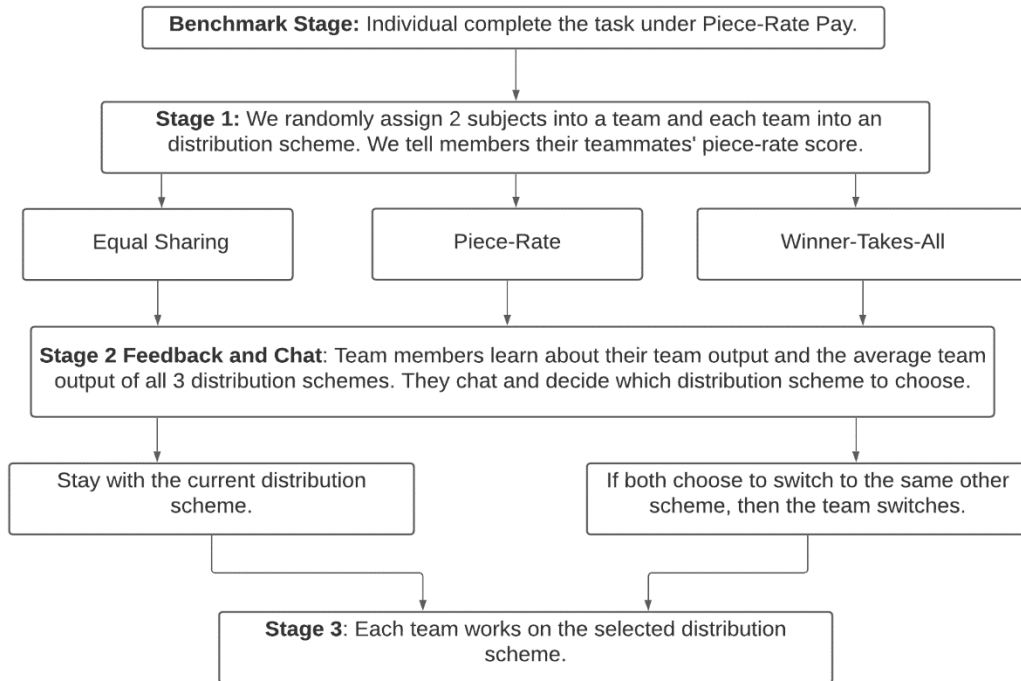 Benchmark Stage: Individual complete the task under Piece-Rate Pay.
Stage 1: We randomly assign 2 subjects into a team and each team into an
distribution scheme. We tell members their teammates' piece-rate score.
Equal Sharing
Piece-Rate
Winner-Takes-All
Stage 2 Feedback and Chat: Team members learn about their team output and the average team
output of all 3 distribution schemes. They chat and decide which distribution scheme to choose.
Stay with the current distribution
scheme.
If both choose to switch to the same other
scheme, then the team switches.
Stage 3: Each team works on the selected distribution
scheme.